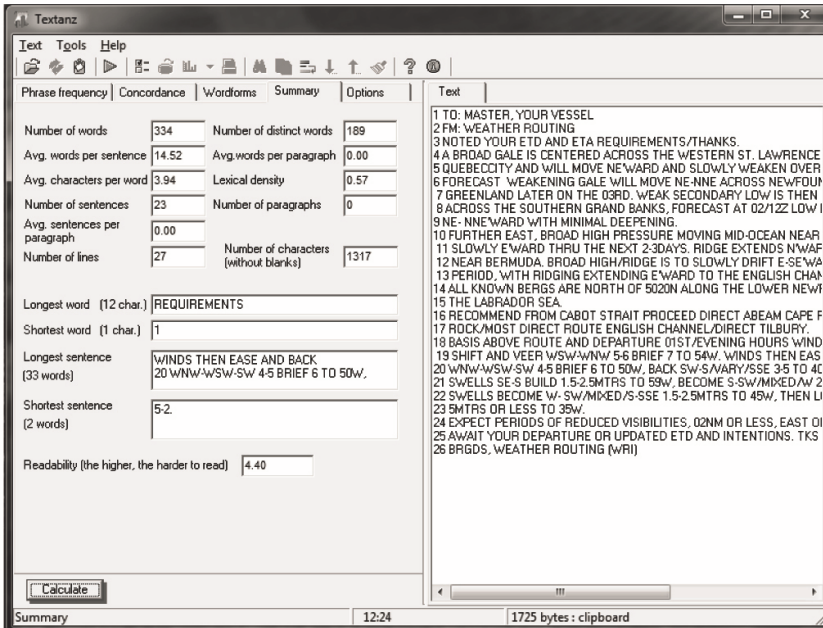 Textanz
Text Tools Help
Phrase frequency Concordance Wordforms Summary Options
Number of words 334 Number of distinct words 189
Avg. words per sentence 14.52 Avg.words per paragraph 0.00
Avg. characters per word 3.94 Lexical density 0.57
Number of sentences 23 Number of paragraphs 0
Avg. sentences per
paragraph 0.00
Number of lines 27 Number of characters
(without blanks) 1317
Longest word (12 char.) REQUIREMENTS
Shortest word (1 char.) 1
Longest sentence
(33 words)
WINDS THEN EASE AND BACK
20 WNW-WSW-SW 4-5 BRIEF 6 TO 50W,
Shortest sentence
(2 words)
5-2.
Readability (the higher, the harder to read) 4.40
Calculate
Text
1 TO: MASTER, YOUR VESSEL
2 FM: WEATHER ROUTING
3 NOTED YOUR ETD AND ETA REQUIREMENTS/THANKS.
4 A BROAD GALE IS CENTERED ACROSS THE WESTERN ST. LAWRENCE
5 QUEBECCITY AND WILL MOVE NE'WARD AND SLOWLY WEAKEN OVER
6 FORECAST WEAKENING GALE WILL MOVE NE-NNE ACROSS NEWFOUN
7 GREENLAND LATER ON THE 03RD. WEAK SECONDARY LOW IS THEN
8 ACROSS THE SOUTHERN GRAND BANKS, FORECAST AT 02/12Z LOW
9 NE- NNE'WARD WITH MINIMAL DEEPENING.
10 FURTHER EAST, BROAD HIGH PRESSURE MOVING MID-OCEAN NEAR
11 SLOWLY E'WARD THRU THE NEXT 2-3DAYS. RIDGE EXTENDS
12 NEAR BERMUDA. BROAD HIGH/RIDGE IS TO SLOWLY DRIFT E-SE'WA
13 PERIOD, WITH RIDGING EXTENDING E'WARD TO THE ENGLISH CHAN
14 ALL KNOWN BERGS ARE NORTH OF 5020N ALONG THE LOWER
15 THE LABRADOR SEA.
16 RECOMMEND FROM CABOT STRAIT PROCEED DIRECT ABEAM CAPE
17 ROCK/MOST DIRECT ROUTE ENGLISH CHANNEL/DIRECT TILBURY.
18 BASIS ABOVE ROUTE AND DEPARTURE 01ST/EVENING HOURS WIND
19 SHIFT AND VEER WSW-WNW 5-6 BRIEF 7 TO 54W. WINDS THEN EAS
20 WNW-WSW-SW 4-5 BRIEF 6 TO 50W, BACK SW-S/VARY/SSE 3-5 TO
21 SWELLS SE-S BUILD 1.5-2.5MTRS TO 59W, BECOME S-SW/MIXED/W 2
22 SWELLS BECOME W- SW/MIXED/S-SSE 1.5-2.5MTRS TO 45W, THEN
23 5MTRS OR LESS TO 35W.
24 EXPECT PERIODS OF REDUCED VISIBILITIES, 02NM OR LESS, EAST
25 AWAIT YOUR DEPARTURE OR UPDATED ETD AND INTENTIONS. TKS
26 BRGDS, WEATHER ROUTING (WRI)
Summary 12:24 1725 bytes : clipboard